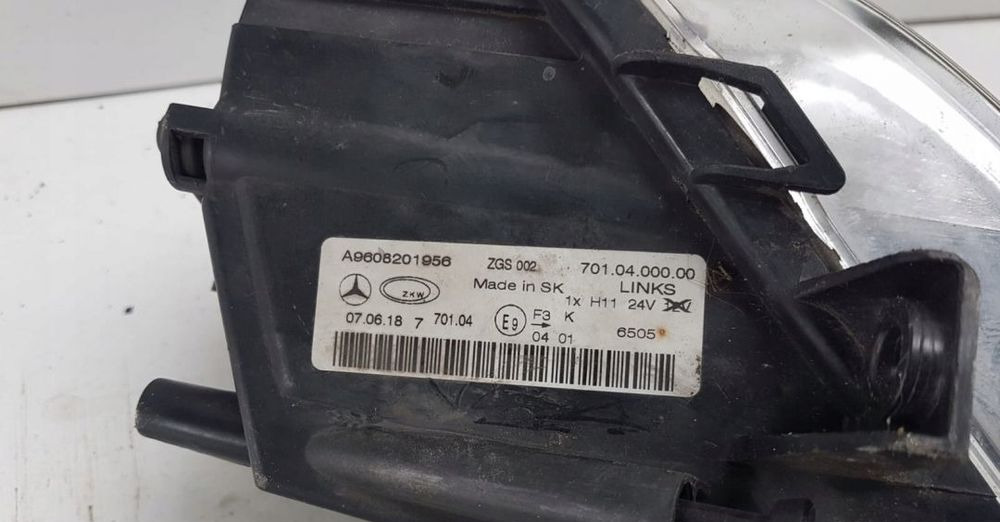 A9608201956 ZGS 002 701.04.000.00
Made in SK LINKS
ZKW 1x H11 24V
07.06.18 7 701.04 E9 F3 K
04 01 6505